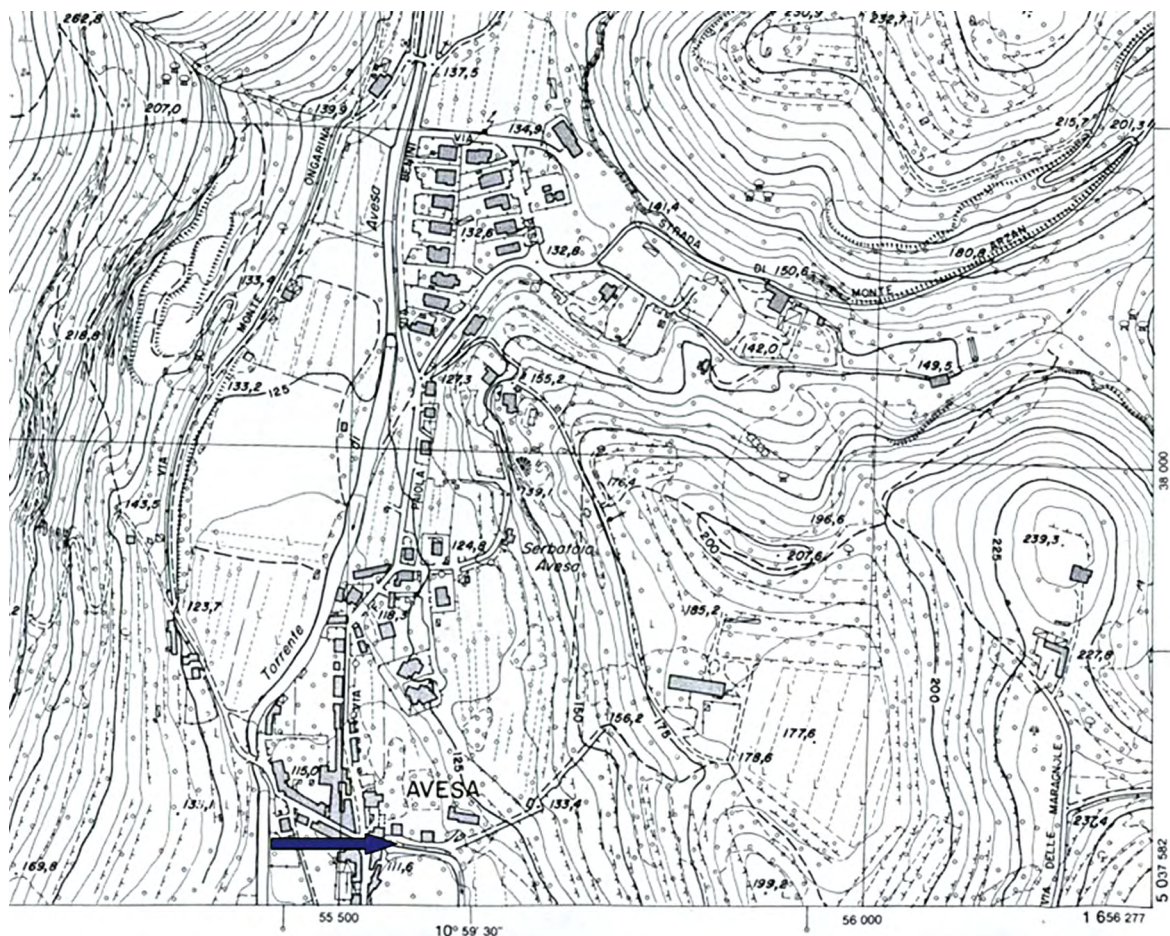 262,8
230,9
232,7
137,5
207,0
139,9
VIA
134,9
215,7
201,3
ONGARINA
BEMINI
Avesa
132,6
141,4
STRADA
132,8
DI
150,6
MONTE
180,8
ARZAN
133,4
MONTE
218,8
142,0
149,5
133,2
125
127,3
155,2
VIA
DI
38 000
143,5
PRIOLA
139,1
176,4
196,6
200
207,6
124,8
Serbatoio
Avesa
225
239,3
123,7
118,3
185,2
Torrente
227,8
200
150
156,2
175
177,6
178,6
115,0
125
AVESA
133,4
VIA DELLE MARAGNOLE
237,4
169,8
111,6
199,2
5 037 582
55 500
56 000
1 656 277
10° 59' 30"